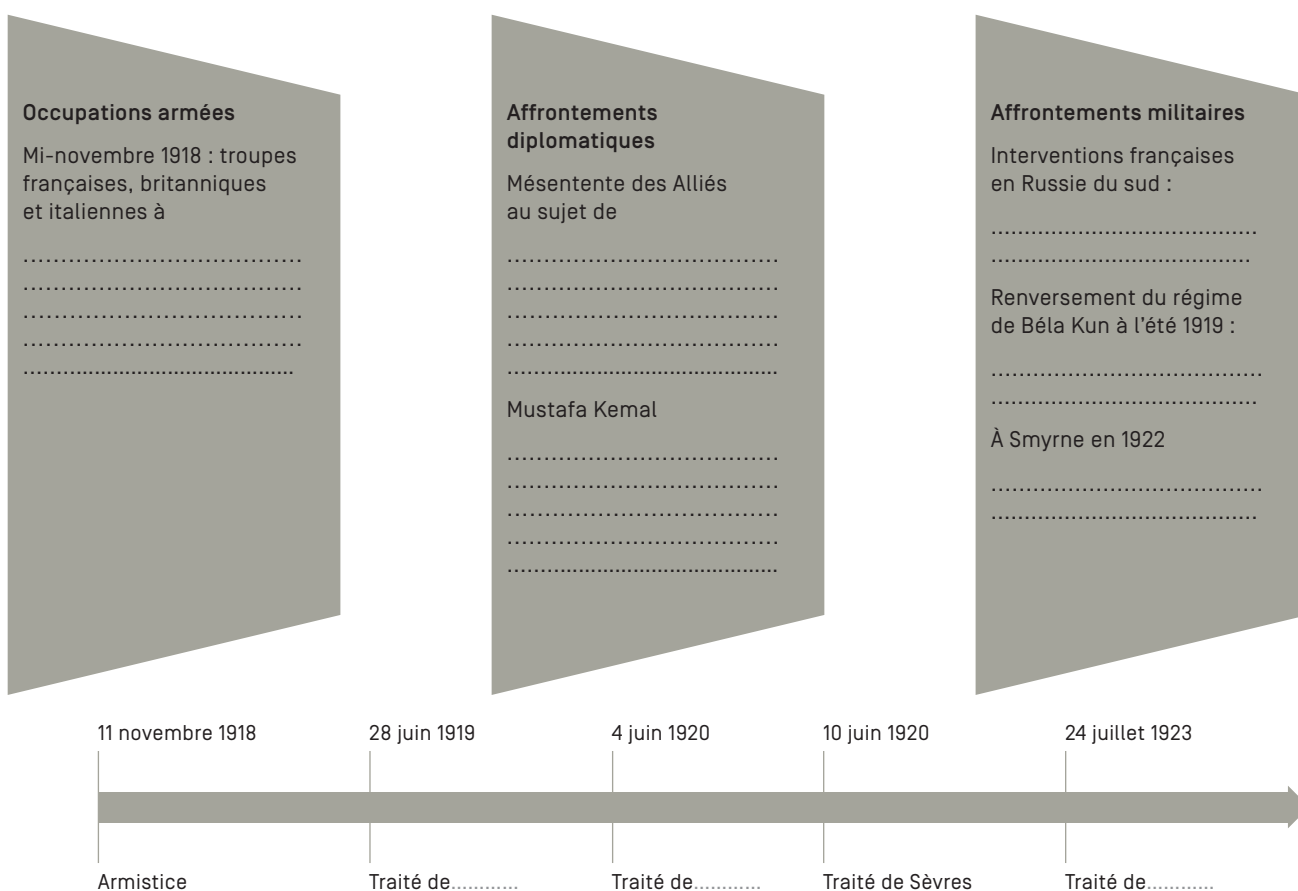 Occupations armées
Mi-novembre 1918 : troupes
françaises, britanniques
et italiennes à
.....................................
.....................................
.....................................
.....................................
.....................................
Affrontements
diplomatiques
Mésentente des Alliés
au sujet de
.....................................
.....................................
.....................................
.....................................
.....................................
Mustafa Kemal
.....................................
.....................................
.....................................
.....................................
.....................................
Affrontements militaires
Interventions françaises
en Russie du sud :
.....................................
.....................................
Renversement du régime
de Béla Kun à l'été 1919 :
.....................................
.....................................
À Smyrne en 1922
.....................................
.....................................
11 novembre 1918
28 juin 1919
4 juin 1920
10 juin 1920
24 juillet 1923
Armistice
Traité de............
Traité de............
Traité de Sèvres
Traité de............